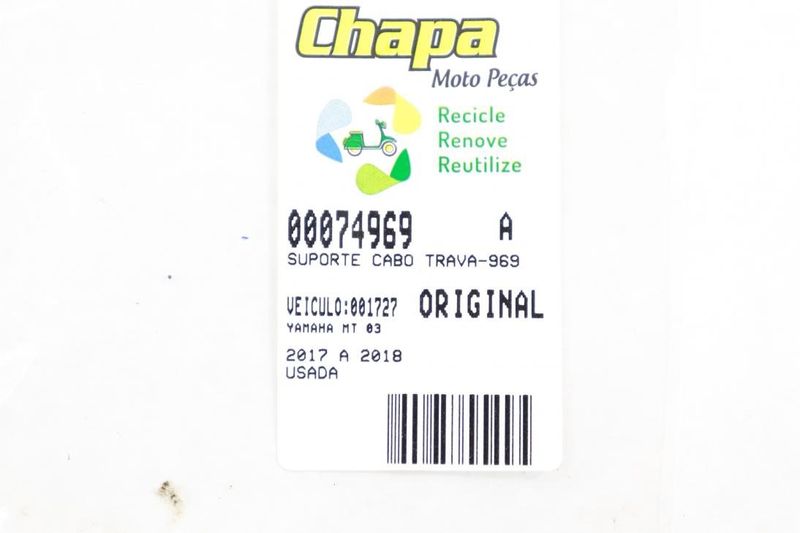 Chapa
Moto Peças
Recicle
Renove
Reutilize
00074969 A
SUPORTE CABO TRAVA-969
VEICULO:001727 ORIGINAL
YAMAHA MT 03
2017 A 2018
USADA